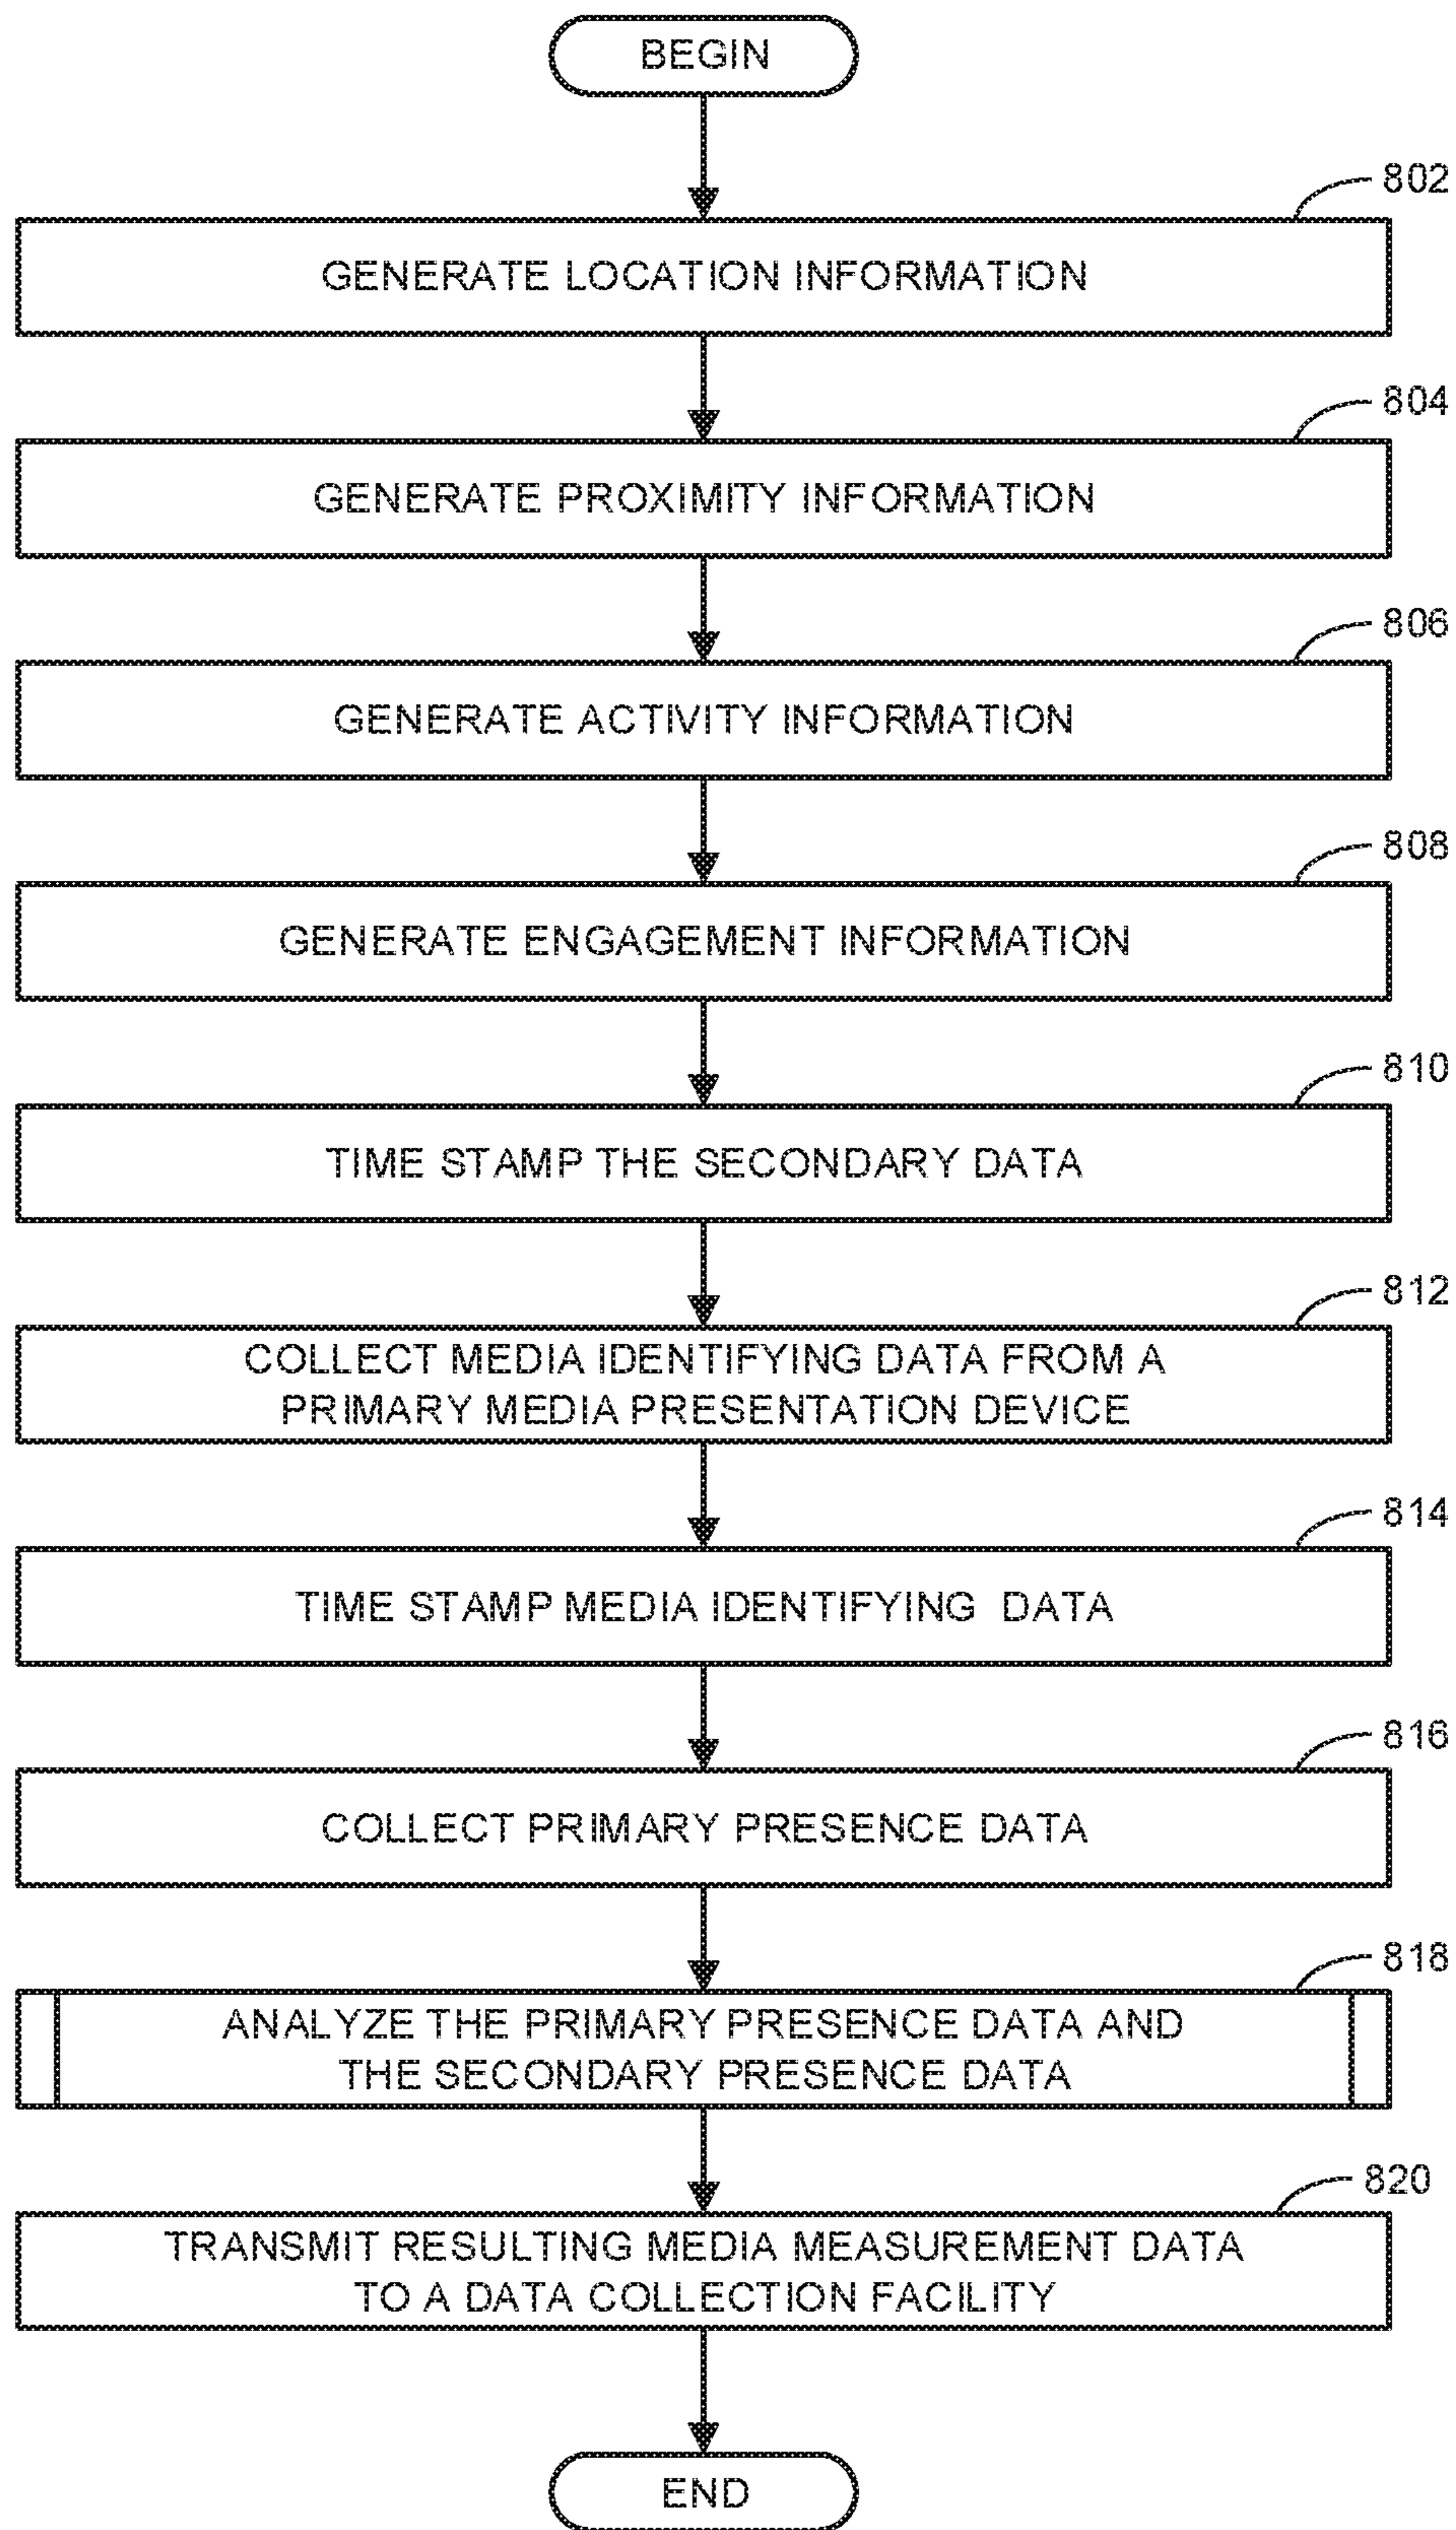 BEGIN
802
GENERATE LOCATION INFORMATION
804
GENERATE PROXIMITY INFORMATION
806
GENERATE ACTIVITY INFORMATION
808
GENERATE ENGAGEMENT INFORMATION
810
TIME STAMP THE SECONDARY DATA
812
COLLECT MEDIA IDENTIFYING DATA FROM A
PRIMARY MEDIA PRESENTATION DEVICE
814
TIME STAMP MEDIA IDENTIFYING DATA
816
COLLECT PRIMARY PRESENCE DATA
818
ANALYZE THE PRIMARY PRESENCE DATA AND
THE SECONDARY PRESENCE DATA
820
TRANSMIT RESULTING MEDIA MEASUREMENT DATA
TO A DATA COLLECTION FACILITY
END